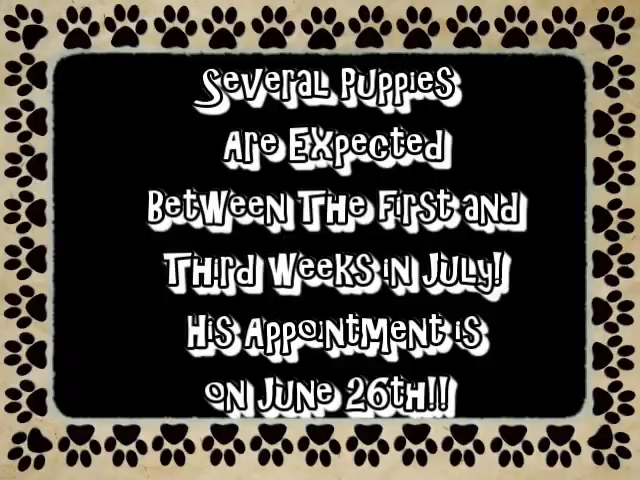 Several Puppies
Are Expected
Between The First and
Third Weeks in July!
His Appointment is
on June 26th!!